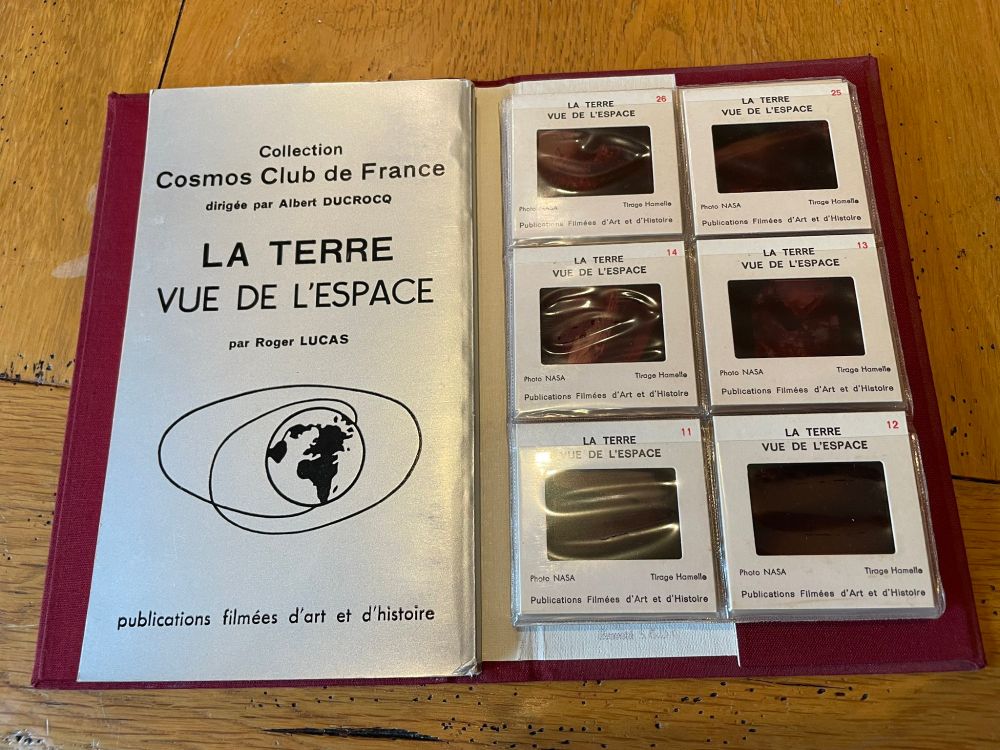 Collection
Cosmos Club de France
dirigée par Albert DUCROCQ
LA TERRE
VUE DE L'ESPACE
par Roger LUCAS
publications filmées d'art et d'histoire
26
LA TERRE
VUE DE L'ESPACE
Photo NASA Tirage Hamelle
Publications Filmées d'Art et d'Histoire
25
LA TERRE
VUE DE L'ESPACE
Photo NASA Tirage Hamelle
Publications Filmées d'Art et d'Histoire
14
LA TERRE
VUE DE L'ESPACE
Photo NASA Tirage Hamelle
Publications Filmées d'Art et d'Histoire
13
LA TERRE
VUE DE L'ESPACE
Photo NASA Tirage Hamelle
Publications Filmées d'Art et d'Histoire
11
LA TERRE
VUE DE L'ESPACE
Photo NASA Tirage Hamelle
Publications Filmées d'Art et d'Histoire
12
LA TERRE
VUE DE L'ESPACE
Photo NASA Tirage Hamelle
Publications Filmées d'Art et d'Histoire